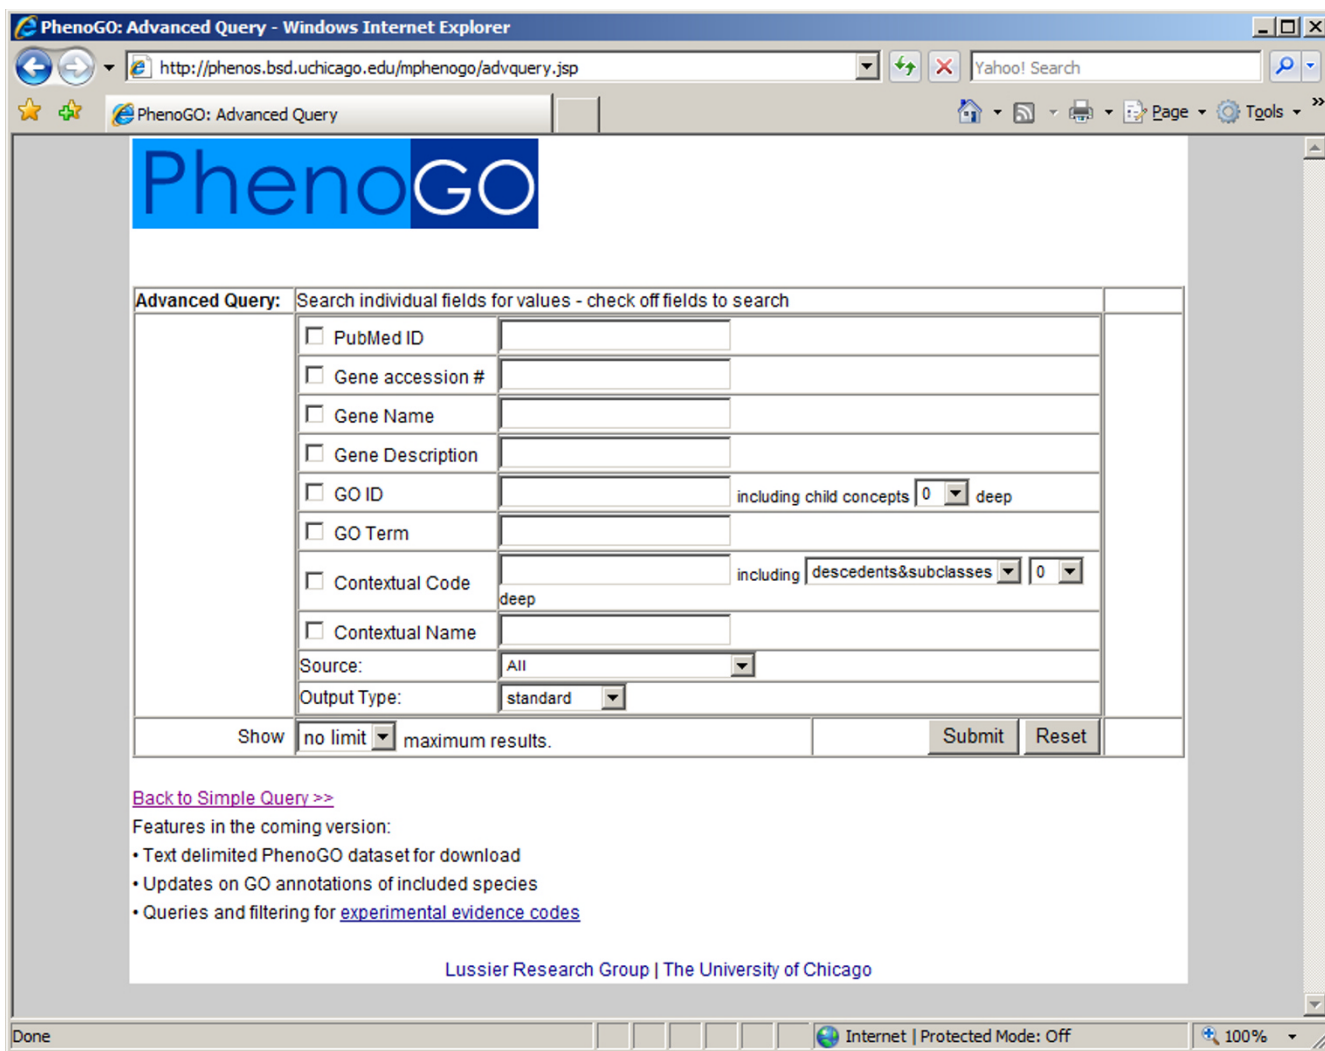 PhenoGO: Advanced Query - Windows Internet Explorer
http://phenos.bsd.uchicago.edu/mphenogo/advquery.jsp
Yahoo! Search
PhenoGO: Advanced Query
Page
Tools
»
PhenoGO
Advanced Query: Search individual fields for values - check off fields to search
PubMed ID
Gene accession #
Gene Name
Gene Description
GO ID including child concepts 0 deep
GO Term
Contextual Code including descedents&subclasses 0
deep
Contextual Name
Source: All
Output Type: standard
Show no limit maximum results. Submit Reset
Back to Simple Query >>
Features in the coming version:
• Text delimited PhenoGO dataset for download
• Updates on GO annotations of included species
• Queries and filtering for experimental evidence codes
Lussier Research Group | The University of Chicago
Done Internet | Protected Mode: Off 100%